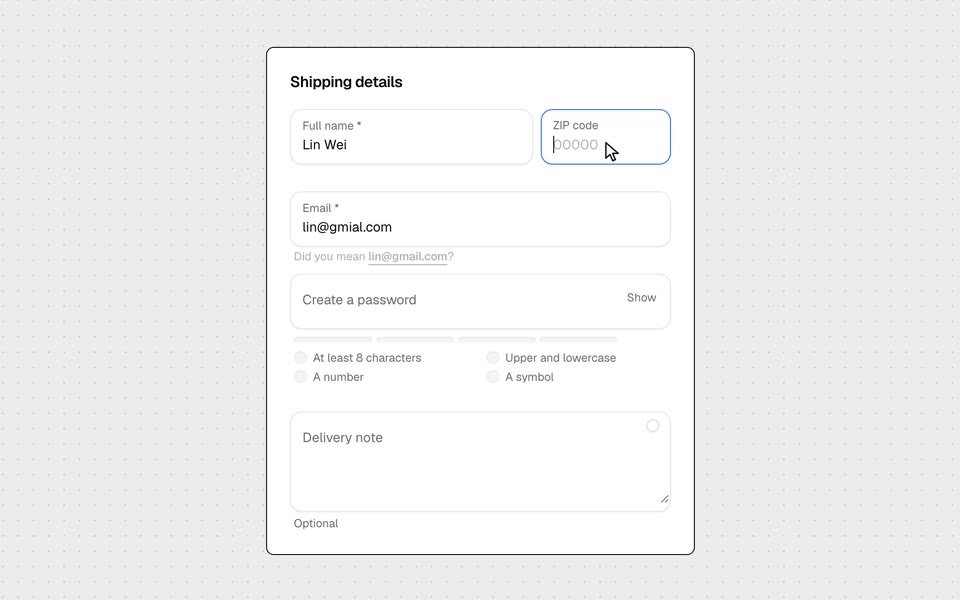 Shipping details
Full name *
Lin Wei
ZIP code
00000
Email *
lin@gmial.com
Did you mean lin@gmail.com?
Create a password
Show
At least 8 characters
Upper and lowercase
A number
A symbol
Delivery note
Optional